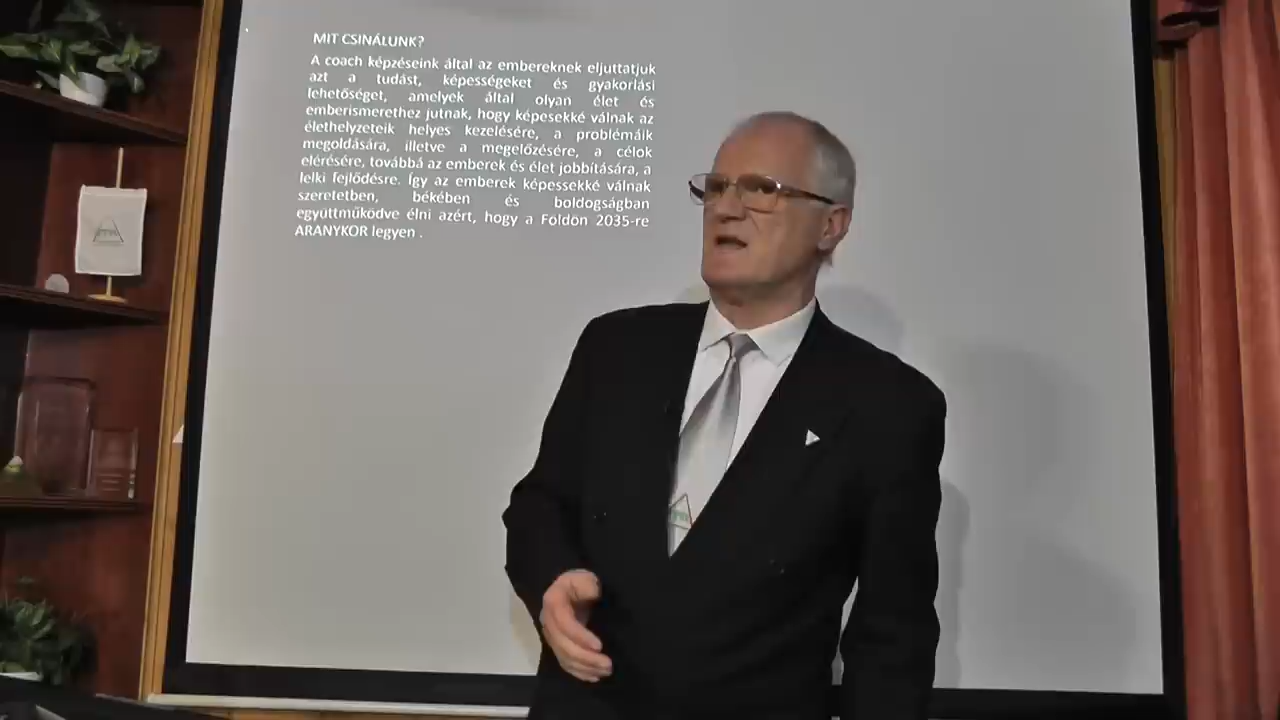 MIT CSINÁLUNK?
A coach képzéseink által az embereknek eljuttatjuk
azt a tudást, képességeket és gyakorlási
lehetőséget, amelyek által olyan élet és
emberismerethez jutnak, hogy képesekké válnak az
élethelyzeteik helyes kezelésére, a problémáik
megoldására, illetve a megelőzésére, a célok
elérésére, továbbá az emberek és élet jobbítására, a
lelki fejlődésre. Így az emberek képessekké válnak
szeretetben, békében és boldogságban
együttműködve élni azért, hogy a Földön 2035-re
ARANYKOR legyen .